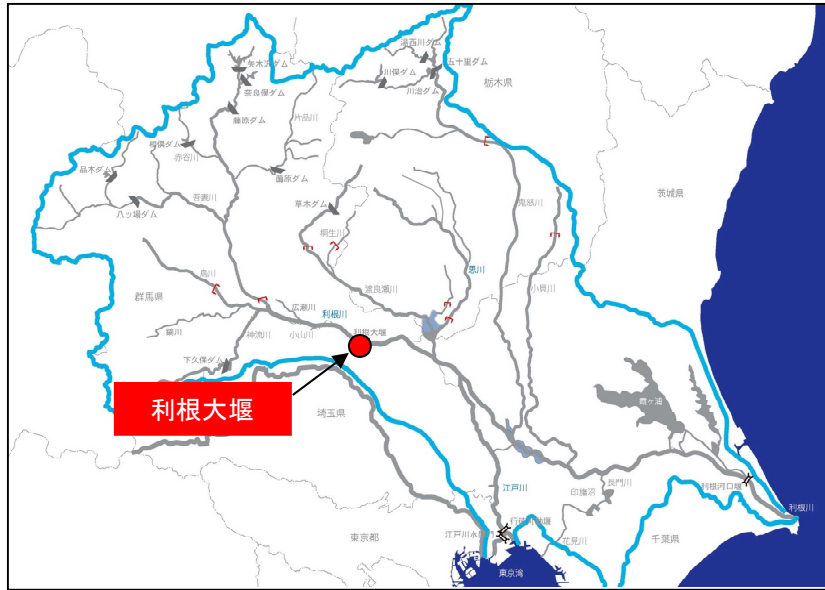 湯西川ダム
五十里ダム
矢木沢ダム
川俣ダム
栃木県
奈良俣ダム
川治ダム
藤原ダム
片品川
相俣ダム
赤谷川
品木ダム
薗原ダム
茨城県
吾妻川
草木ダム
八ッ場ダム
鬼怒川
桐生川
思川
渡良瀬川
小貝川
烏川
群馬県
広瀬川
利根川
利根大堰
鏑川
神流川
小山川
下久保ダム
霞ヶ浦
利根大堰
埼玉県
利根河口堰
長門川
江戸川
印旛沼
利根川
行徳可動堰
江戸川水閘門
東京都
花見川
千葉県
東京湾